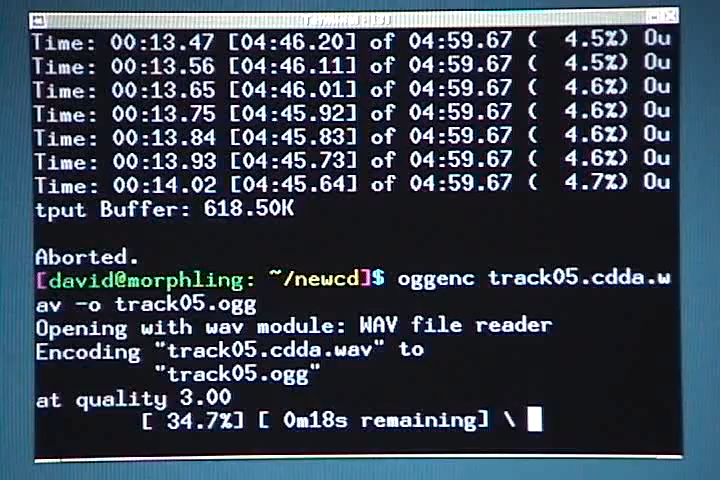 Terminal
Time: 00:13.47 [04:46.20] of 04:59.67 (  4.5%) Ou
Time: 00:13.56 [04:46.11] of 04:59.67 (  4.5%) Ou
Time: 00:13.65 [04:46.01] of 04:59.67 (  4.6%) Ou
Time: 00:13.75 [04:45.92] of 04:59.67 (  4.6%) Ou
Time: 00:13.84 [04:45.83] of 04:59.67 (  4.6%) Ou
Time: 00:13.93 [04:45.73] of 04:59.67 (  4.6%) Ou
Time: 00:14.02 [04:45.64] of 04:59.67 (  4.7%) Ou
tput Buffer: 618.50K
Aborted.
[david@morphling: ~/newcd]$ oggenc track05.cdda.w
av -o track05.ogg
Opening with wav module: WAV file reader
Encoding "track05.cdda.wav" to
"track05.ogg"
at quality 3.00
[ 34.7%] [ 0m18s remaining] \